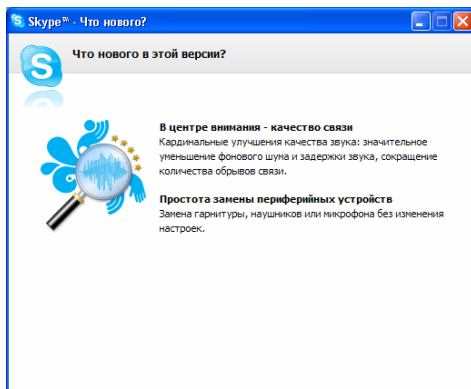 Skype™ - Что нового?
Что нового в этой версии?
В центре внимания - качество связи
Кардинальные улучшения качества звука: значительное
уменьшение фонового шума и задержки звука, сокращение
количества обрывов связи.
Простота замены периферийных устройств
Замена гарнитуры, наушников или микрофона без изменения
настроек.